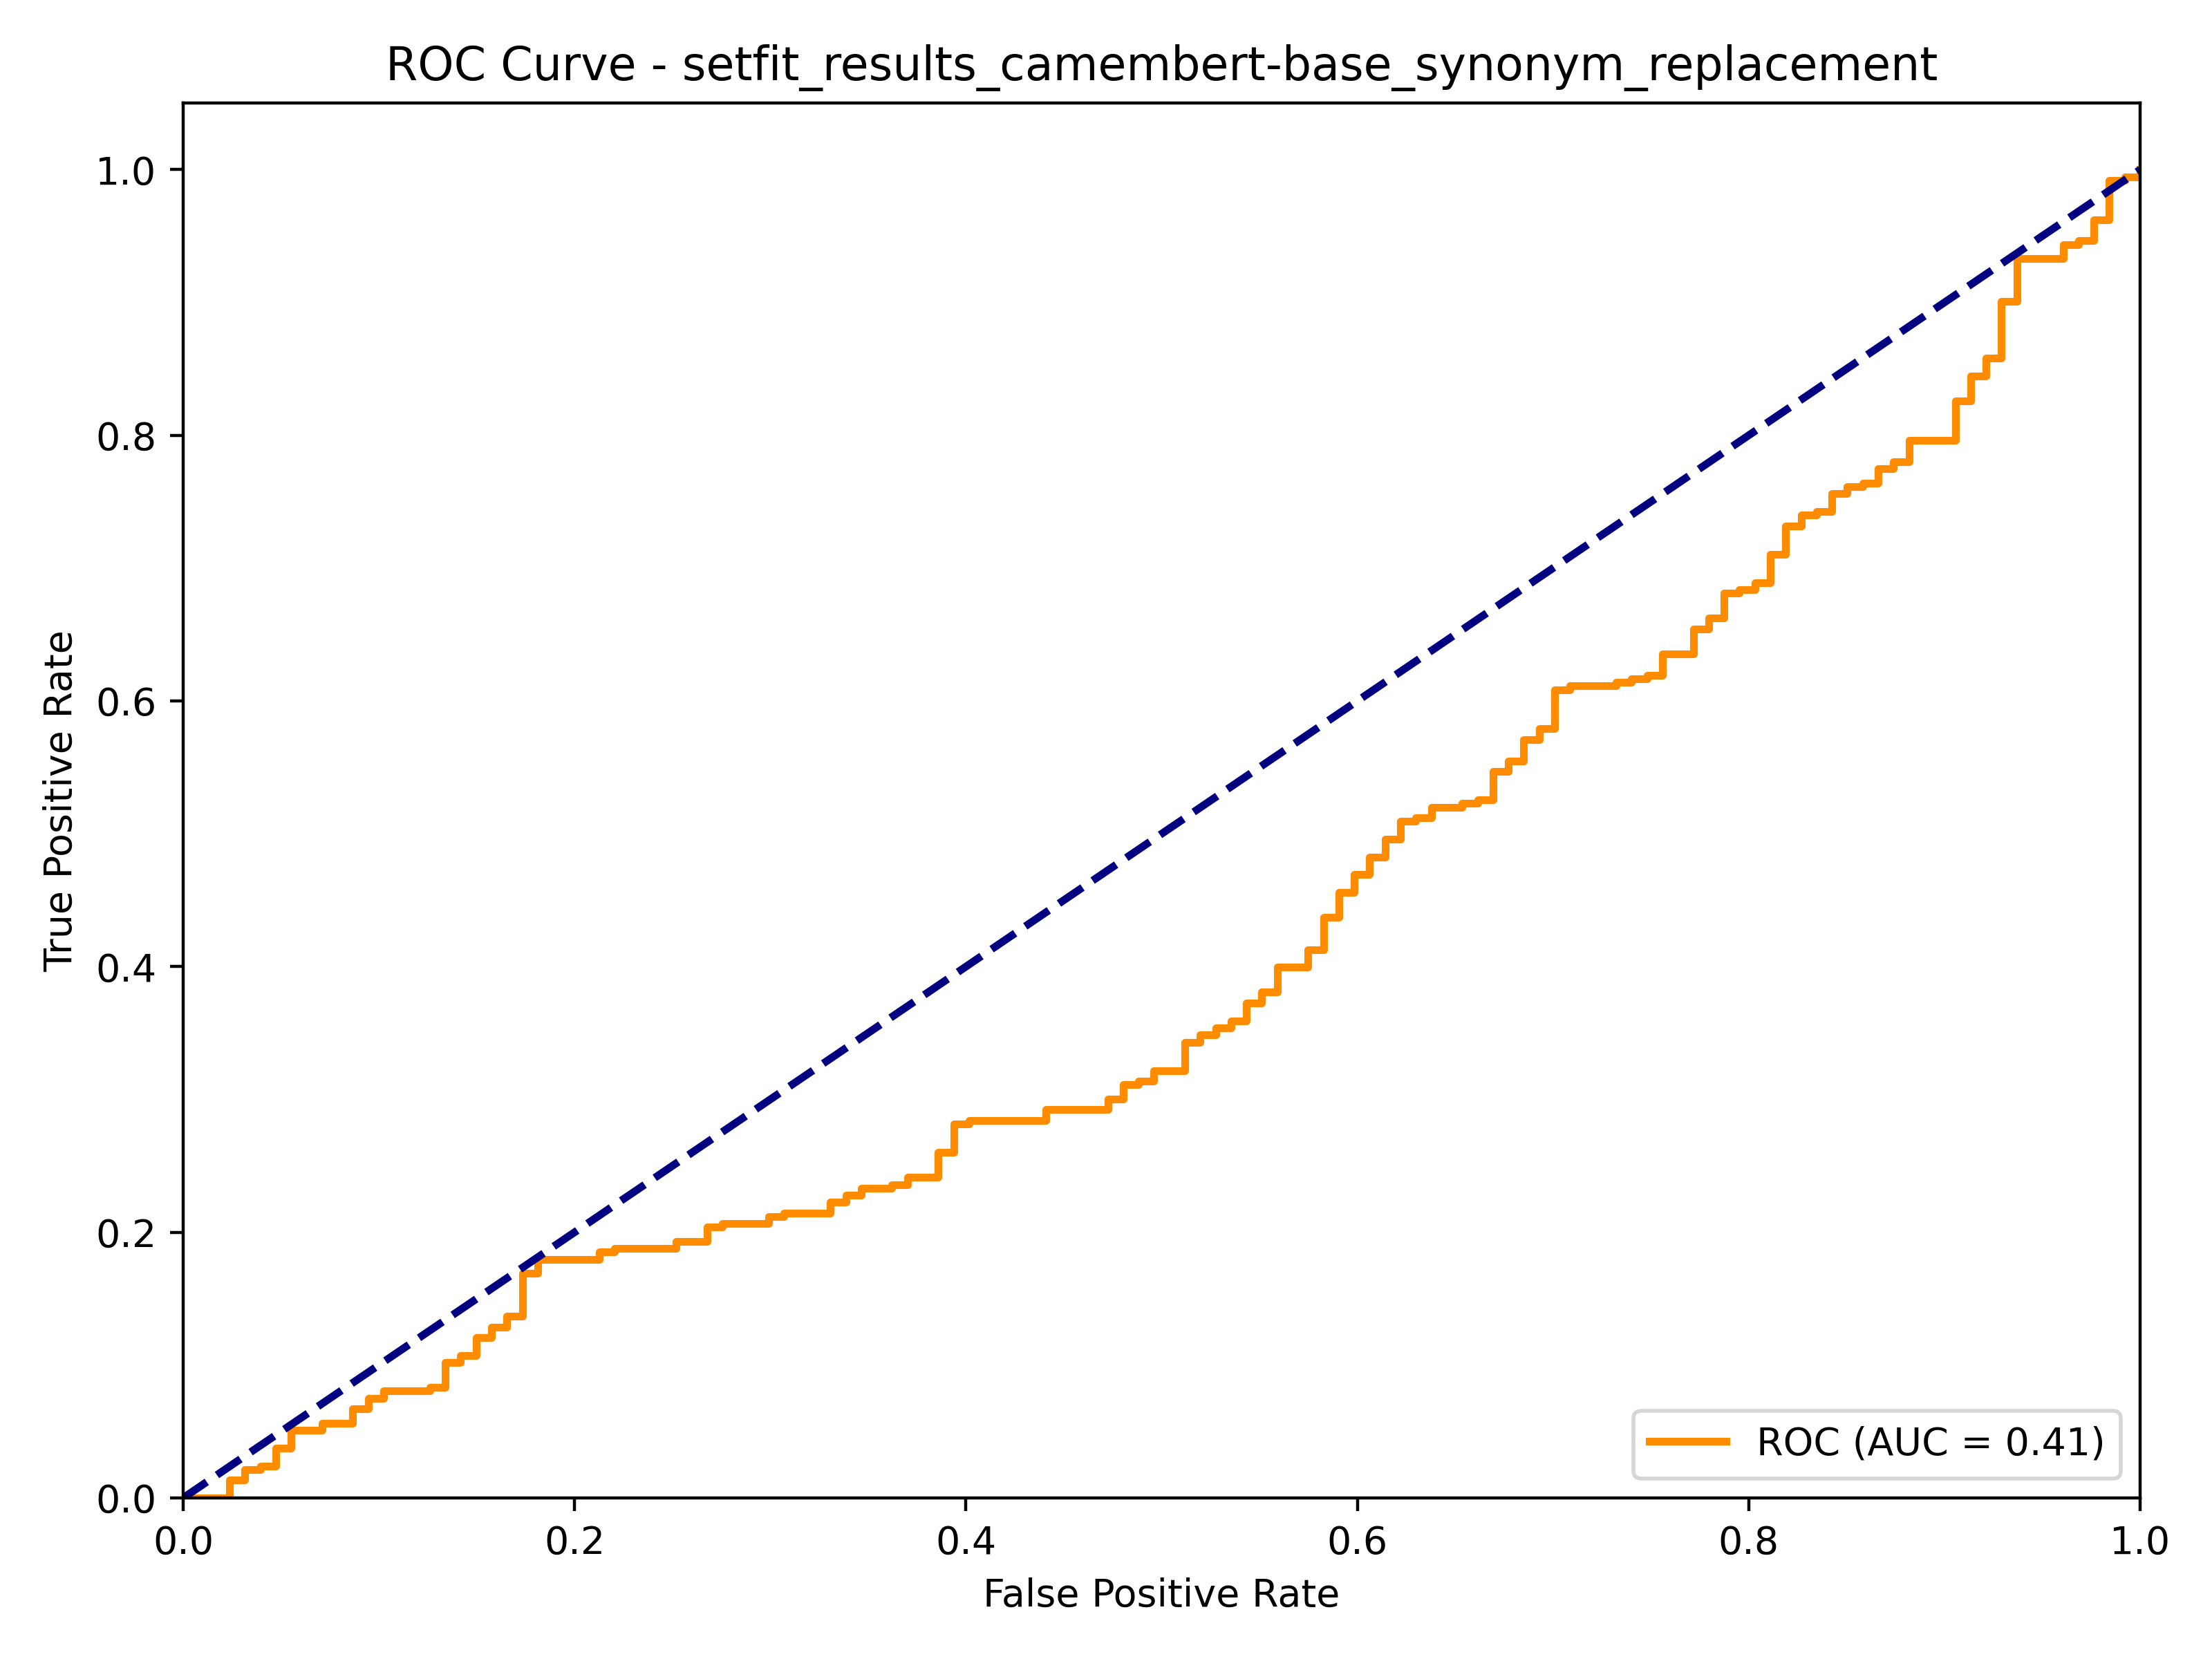 ROC Curve - setfit_results_camembert-base_synonym_replacement
1.0
0.8
0.6
0.4
0.2
0.0
True Positive Rate
ROC (AUC = 0.41)
0.0 0.2 0.4 0.6 0.8 1.0
False Positive Rate